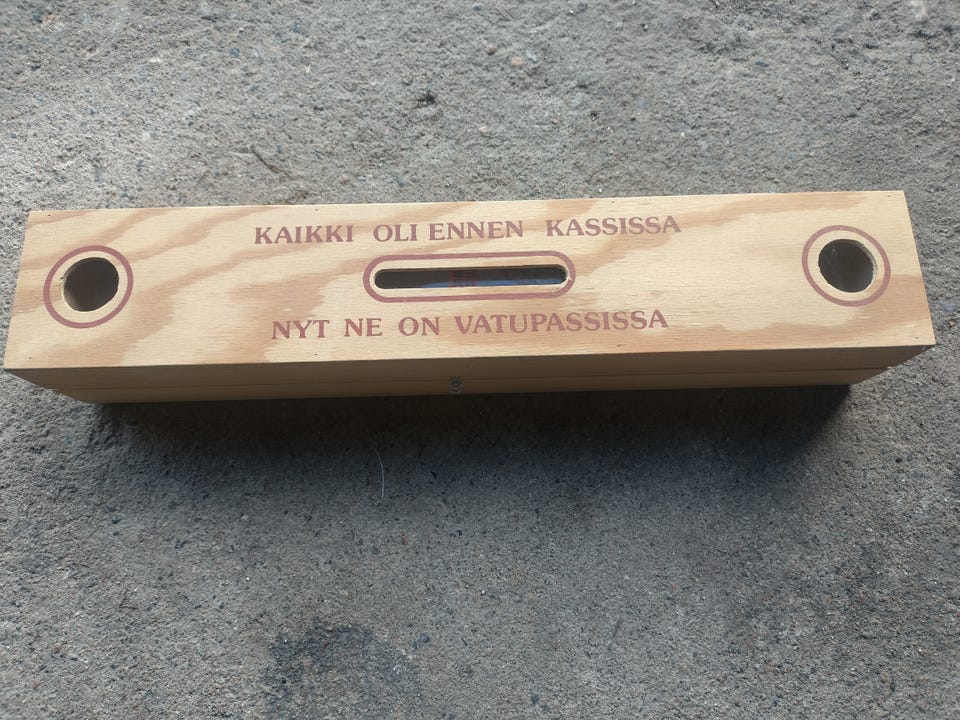 KAIKKI OLI ENNEN KASSISSA
NYT NE ON VATUPASSISSA